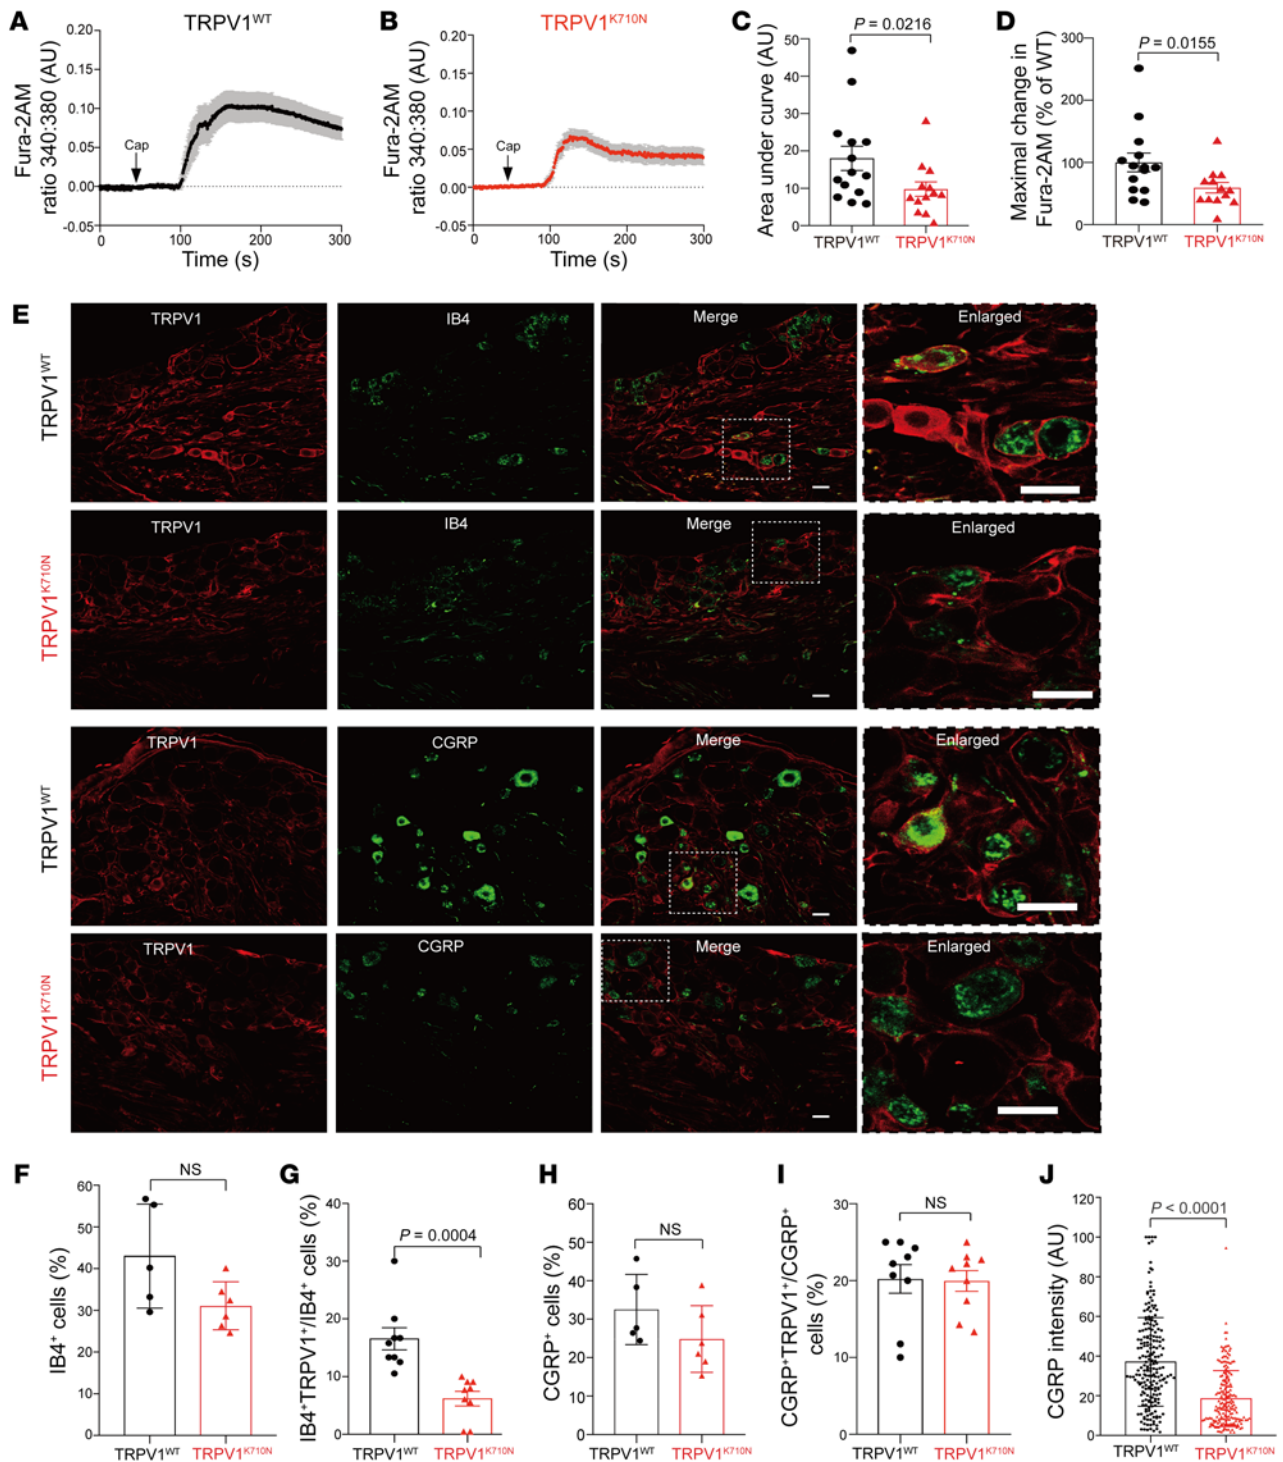 A
TRPV1WT
Fura-2AM
ratio 340:380 (AU)
0.20
0.15
0.10
0.05
0.00
-0.05
Cap
0
100
200
300
Time (s)
B
TRPV1K710N
Fura-2AM
ratio 340:380 (AU)
0.20
0.15
0.10
0.05
0.00
-0.05
Cap
0
100
200
300
Time (s)
C
P = 0.0216
Area under curve (AU)
50
40
30
20
10
0
TRPV1WT
TRPV1K710N
D
P = 0.0155
Maximal change in
Fura-2AM (% of WT)
300
200
100
0
TRPV1WT
TRPV1K710N
E
TRPV1WT
TRPV1
IB4
Merge
Enlarged
TRPV1K710N
TRPV1
IB4
Merge
Enlarged
TRPV1WT
TRPV1
CGRP
Merge
Enlarged
TRPV1K710N
TRPV1
CGRP
Merge
Enlarged
F
NS
IB4+ cells (%)
60
50
40
30
20
10
0
TRPV1WT
TRPV1K710N
G
P = 0.0004
IB4+TRPV1+/IB4+ cells (%)
40
30
20
10
0
TRPV1WT
TRPV1K710N
H
NS
CGRP+ cells (%)
60
50
40
30
20
10
0
TRPV1WT
TRPV1K710N
I
NS
CGRP+TRPV1+/CGRP+
cells (%)
30
20
10
0
TRPV1WT
TRPV1K710N
J
P < 0.0001
CGRP intensity (AU)
120
100
80
60
40
20
0
TRPV1WT
TRPV1K710N